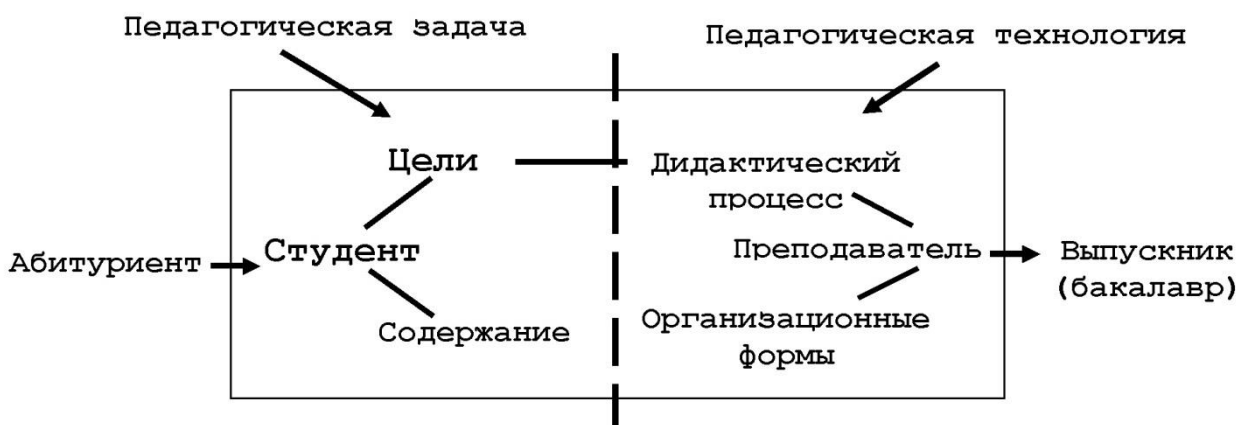 Педагогическая задача
Педагогическая технология
Цели
Дидактический
процесс
Абитуриент
Студент
Преподаватель
Выпускник
(бакалавр)
Содержание
Организационные
формы